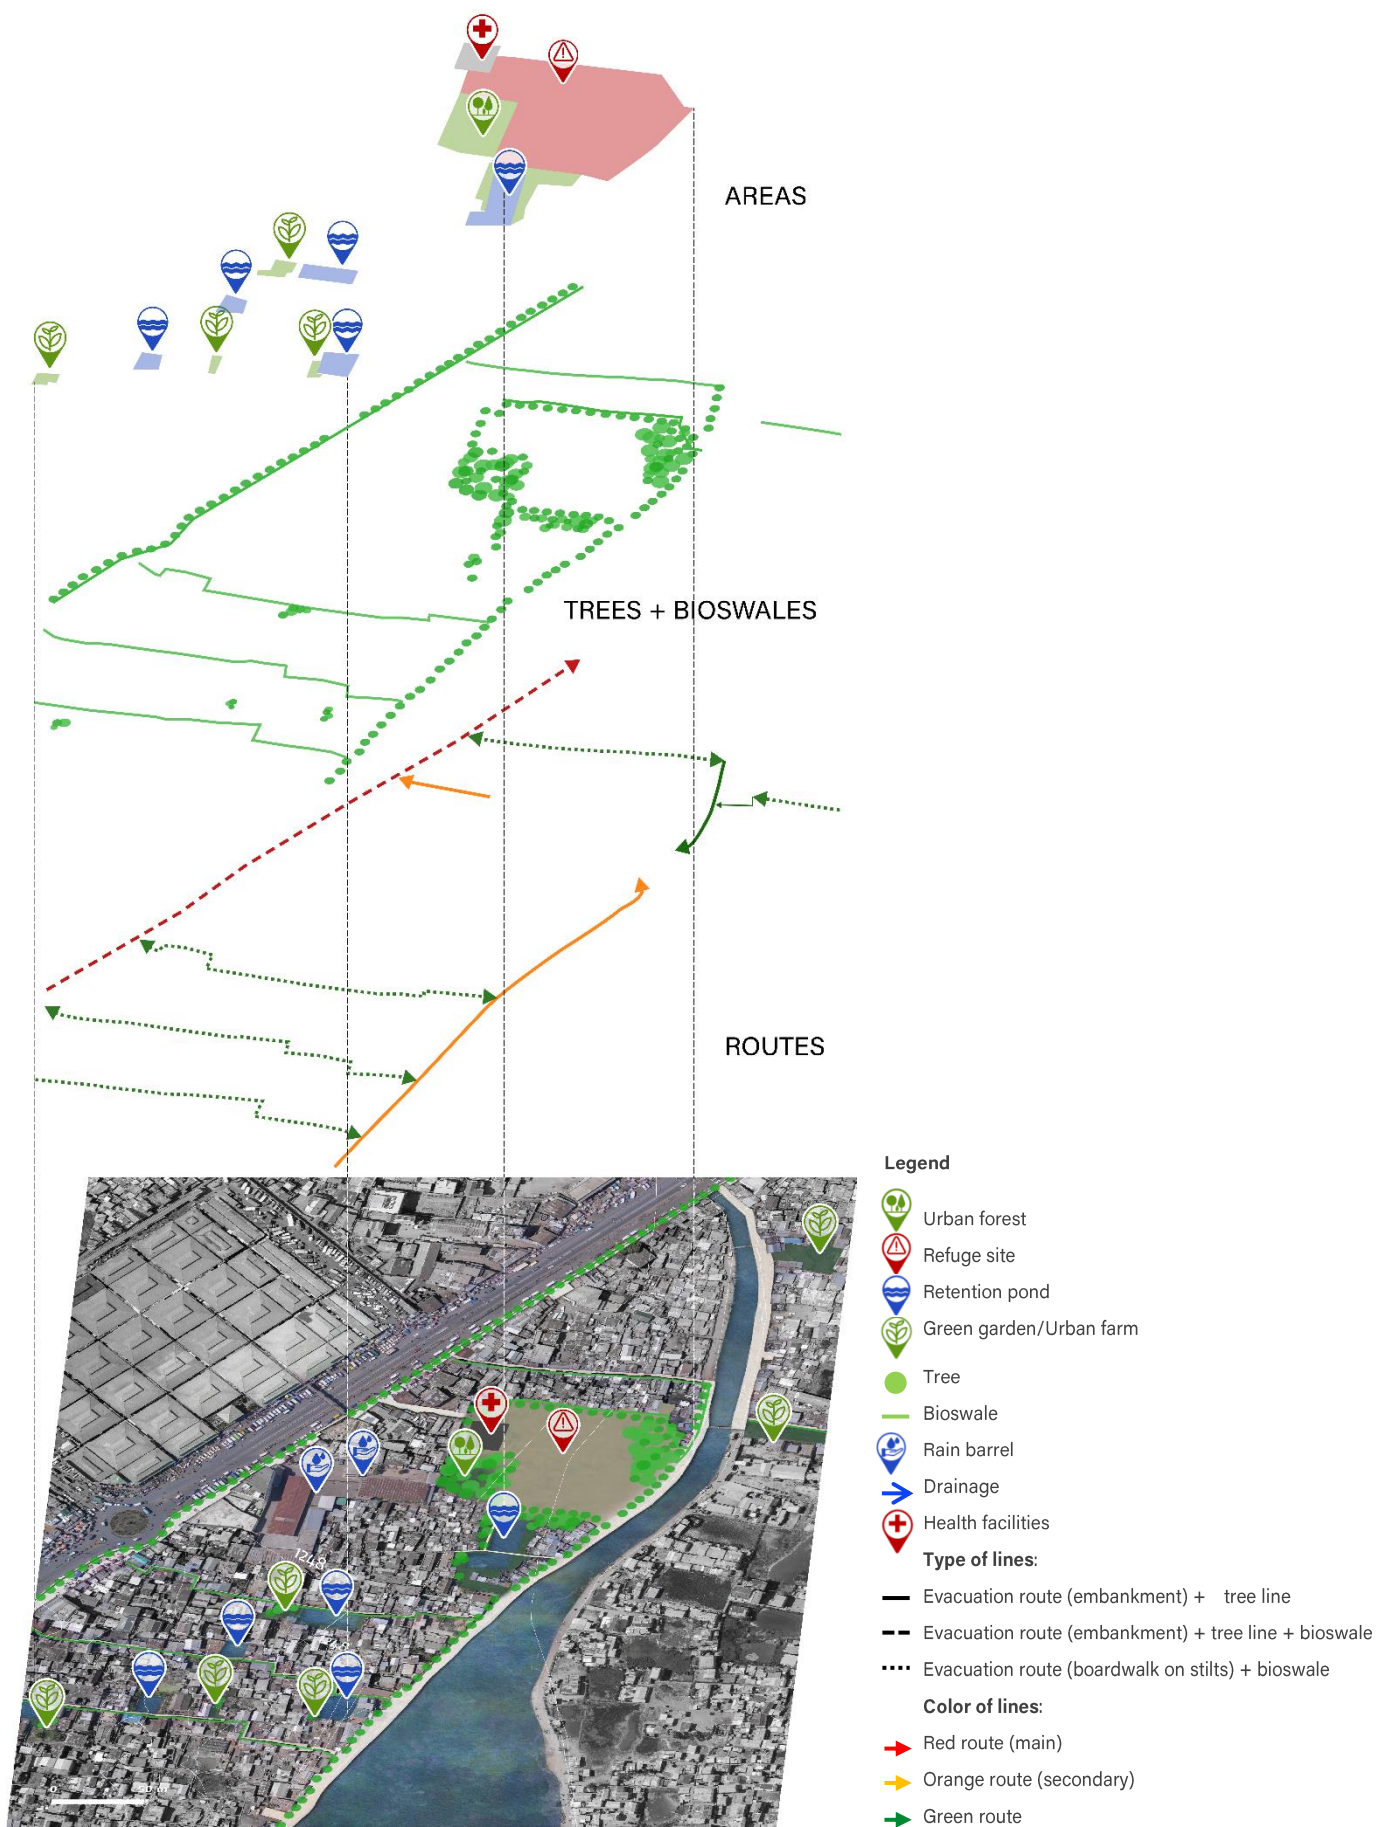 AREAS
TREES + BIOSWALES
ROUTES
Legend
Urban forest
Refuge site
Retention pond
Green garden/Urban farm
Tree
Bioswale
Rain barrel
Drainage
Health facilities
Type of lines:
Evacuation route (embankment) + tree line
Evacuation route (embankment) + tree line + bioswale
Evacuation route (boardwalk on stilts) + bioswale
Color of lines:
Red route (main)
Orange route (secondary)
Green route
1248
0